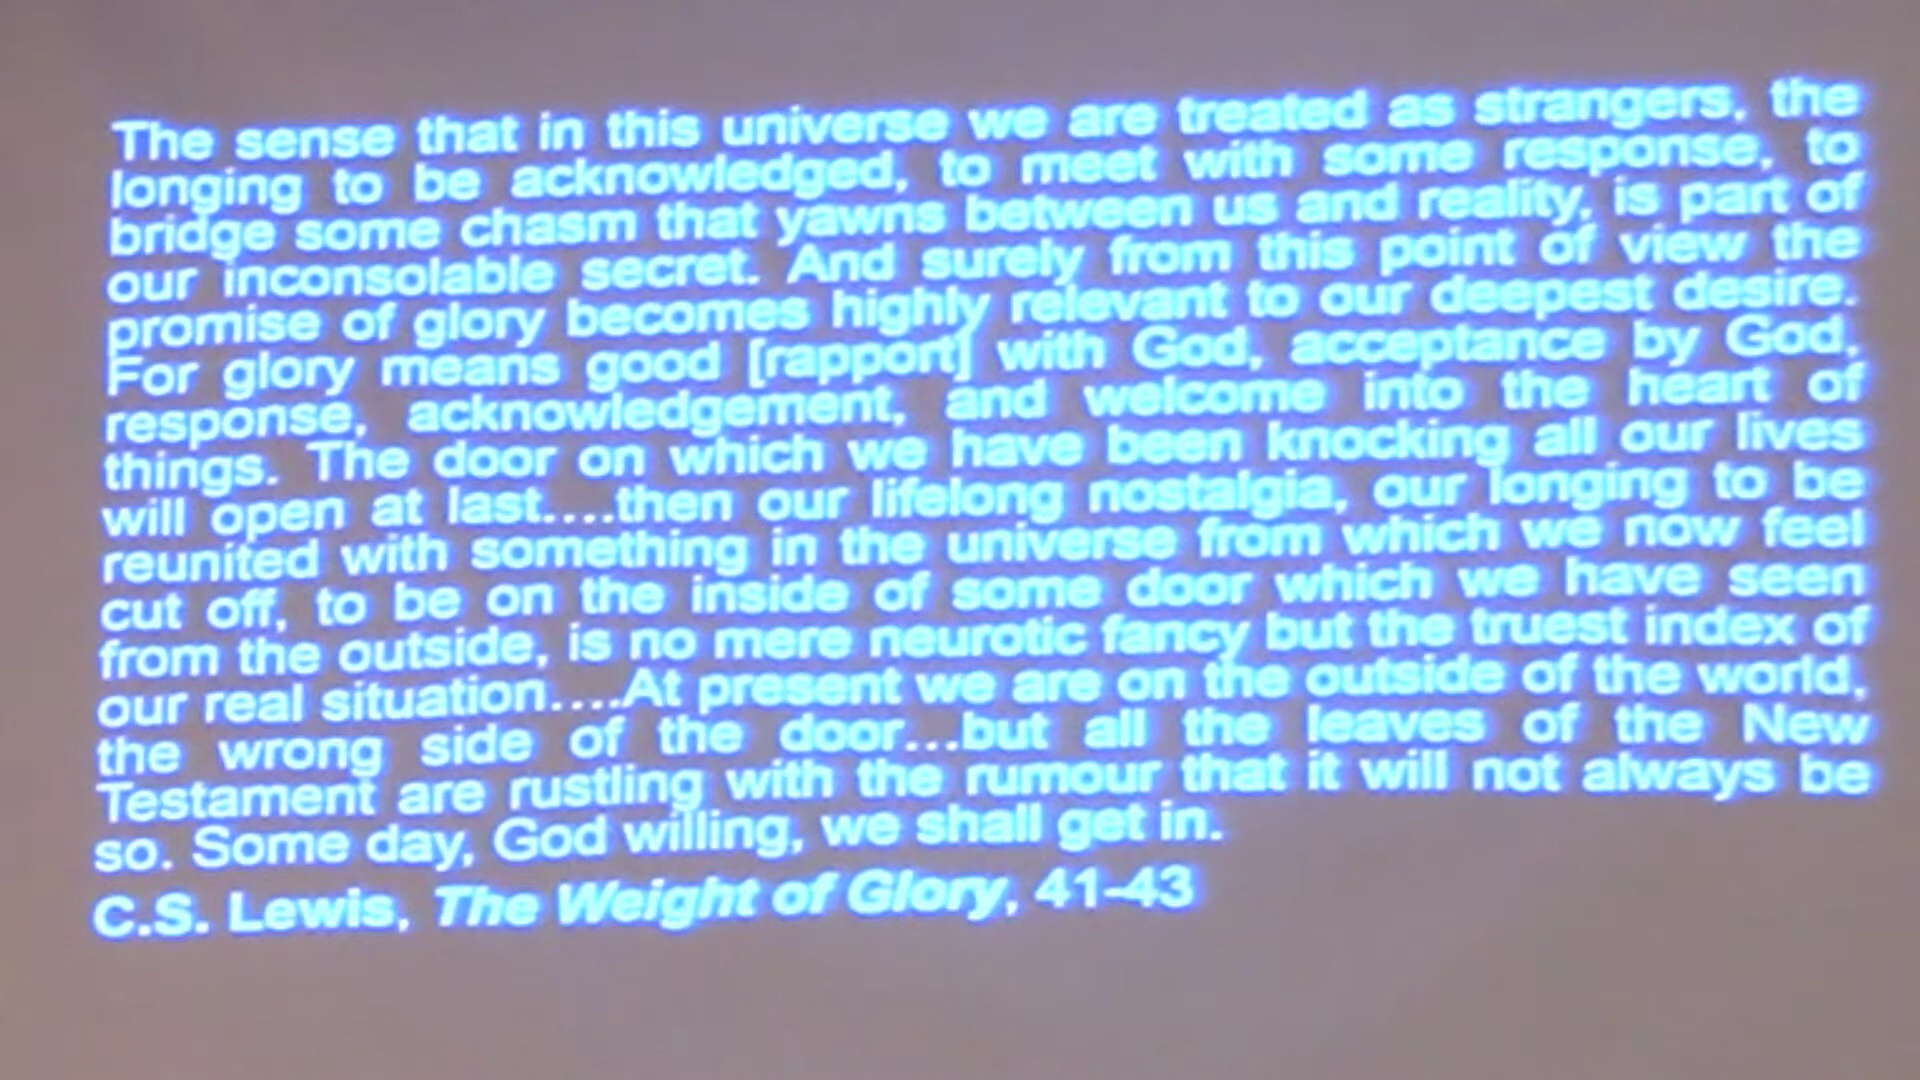 The sense that in this universe we are treated as strangers, the
longing to be acknowledged, to meet with some response, to
bridge some chasm that yawns between us and reality, is part of
our inconsolable secret. And surely from this point of view the
promise of glory becomes highly relevant to our deepest desire.
For glory means good [rapport] with God, acceptance by God,
response, acknowledgement, and welcome into the heart of
things. The door on which we have been knocking all our lives
will open at last....then our lifelong nostalgia, our longing to be
reunited with something in the universe from which we now feel
cut off, to be on the inside of some door which we have seen
from the outside, is no mere neurotic fancy but the truest index of
our real situation....At present we are on the outside of the world,
the wrong side of the door...but all the leaves of the New
Testament are rustling with the rumour that it will not always be
so. Some day, God willing, we shall get in.
C.S. Lewis, The Weight of Glory, 41-43